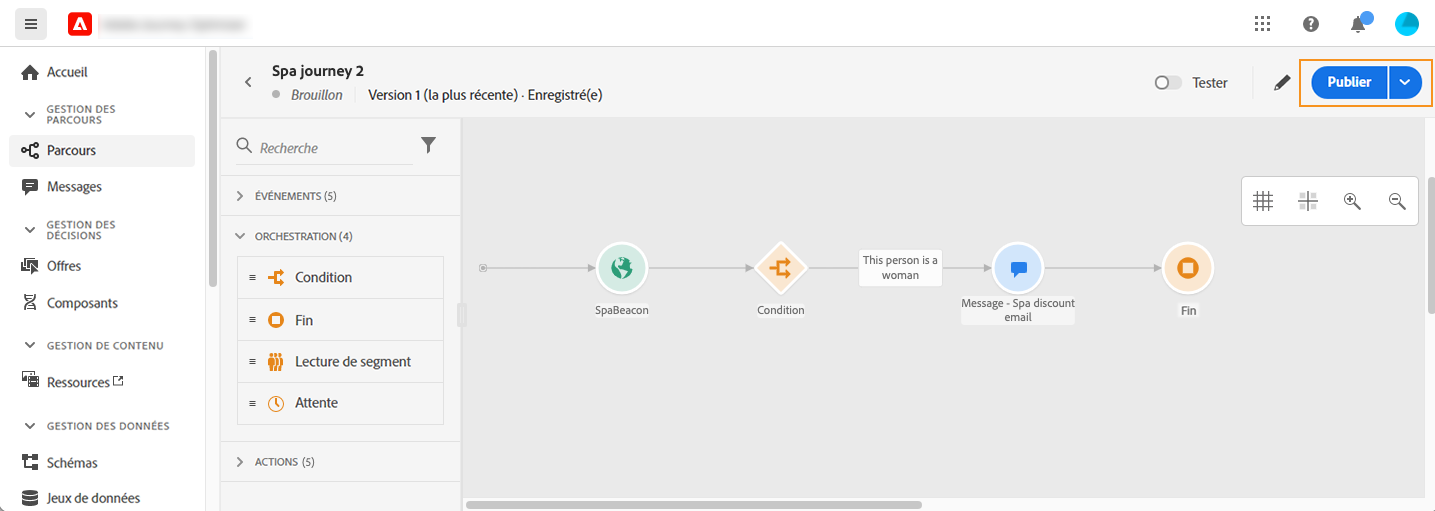 Accueil
GESTION DES
PARCOURS
Parcours
Messages
GESTION DES
DÉCISIONS
Offres
Composants
GESTION DE CONTENU
Ressources
GESTION DES DONNÉES
Schémas
Jeux de données
Spa journey 2
Brouillon
Version 1 (la plus récente) · Enregistré(e)
Tester
Publier
Recherche
ÉVÉNEMENTS (5)
ORCHESTRATION (4)
Condition
Fin
Lecture de segment
Attente
ACTIONS (5)
SpaBeacon
Condition
This person is a
woman
Message - Spa discount
email
Fin